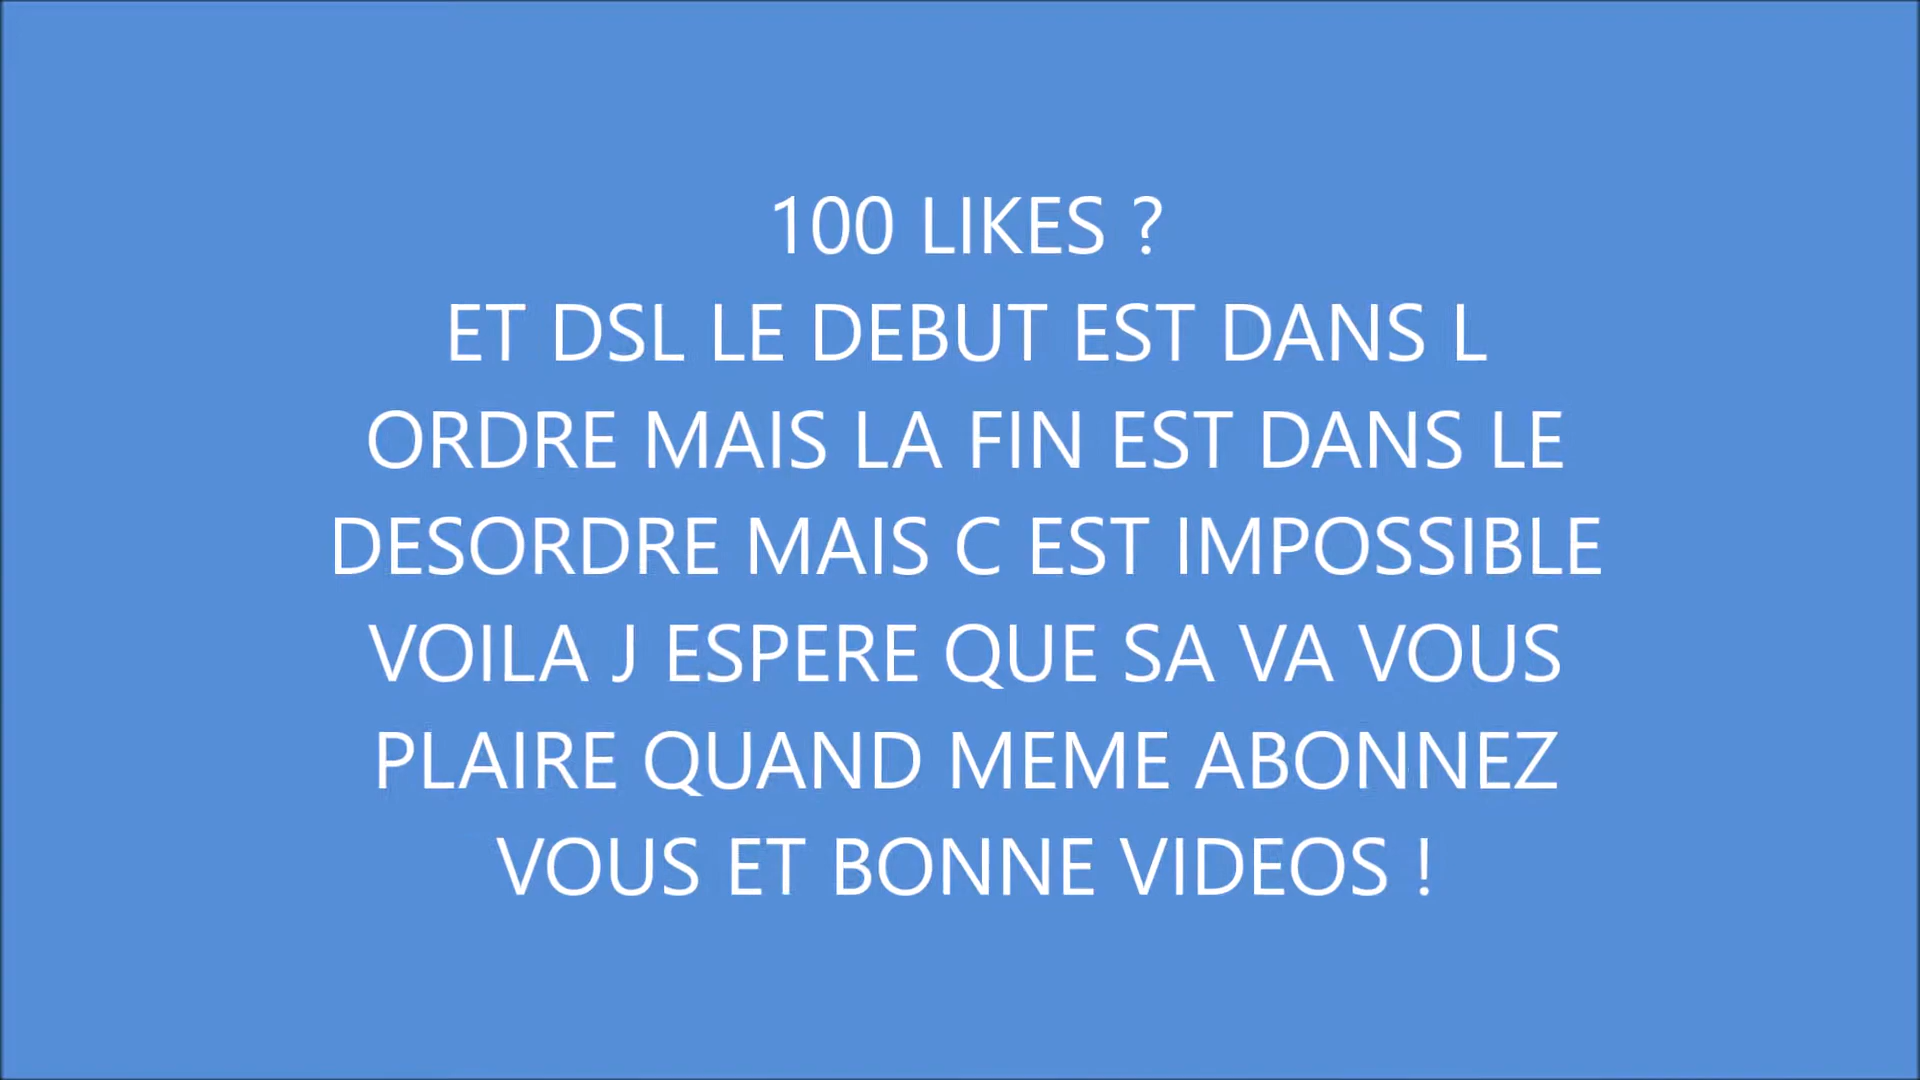 100 LIKES ?
ET DSL LE DEBUT EST DANS L
ORDRE MAIS LA FIN EST DANS LE
DESORDRE MAIS C EST IMPOSSIBLE
VOILA J ESPERE QUE SA VA VOUS
PLAIRE QUAND MEME ABONNEZ
VOUS ET BONNE VIDEOS !